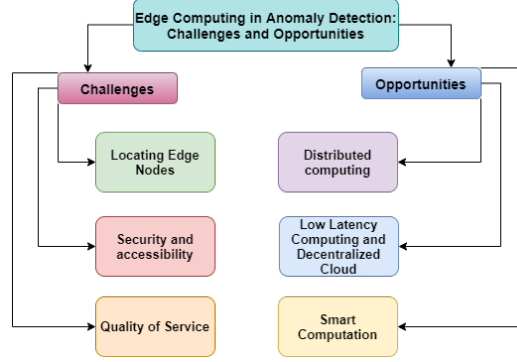 Edge Computing in Anomaly Detection:
Challenges and Opportunities
Challenges
Opportunities
Locating Edge
Nodes
Distributed
computing
Security and
accessibility
Low Latency
Computing and
Decentralized
Cloud
Quality of Service
Smart
Computation